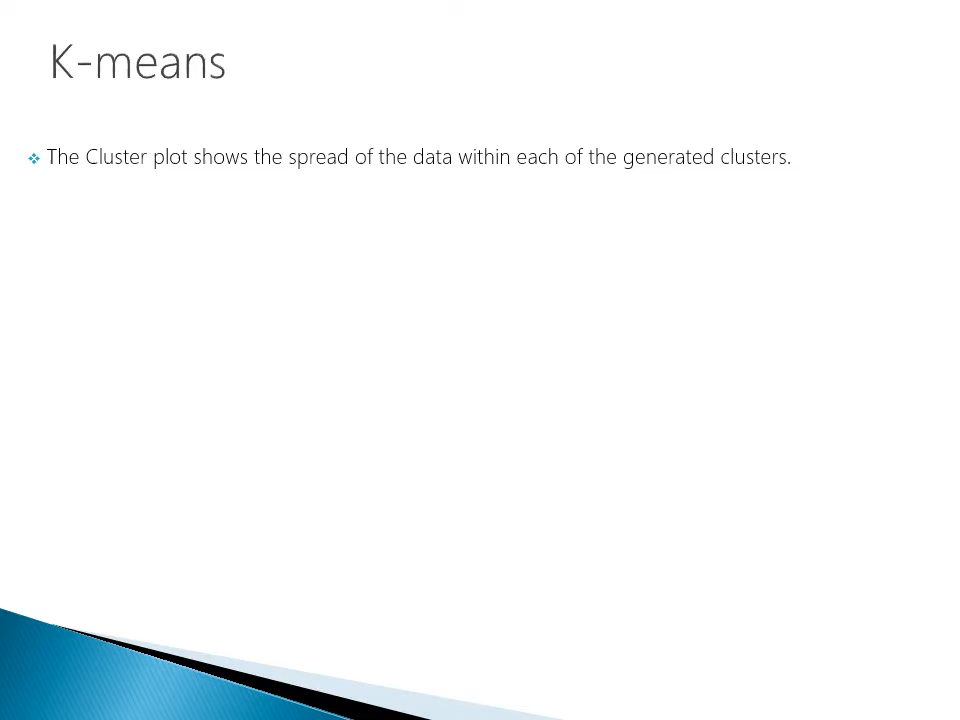 K-means
The Cluster plot shows the spread of the data within each of the generated clusters.